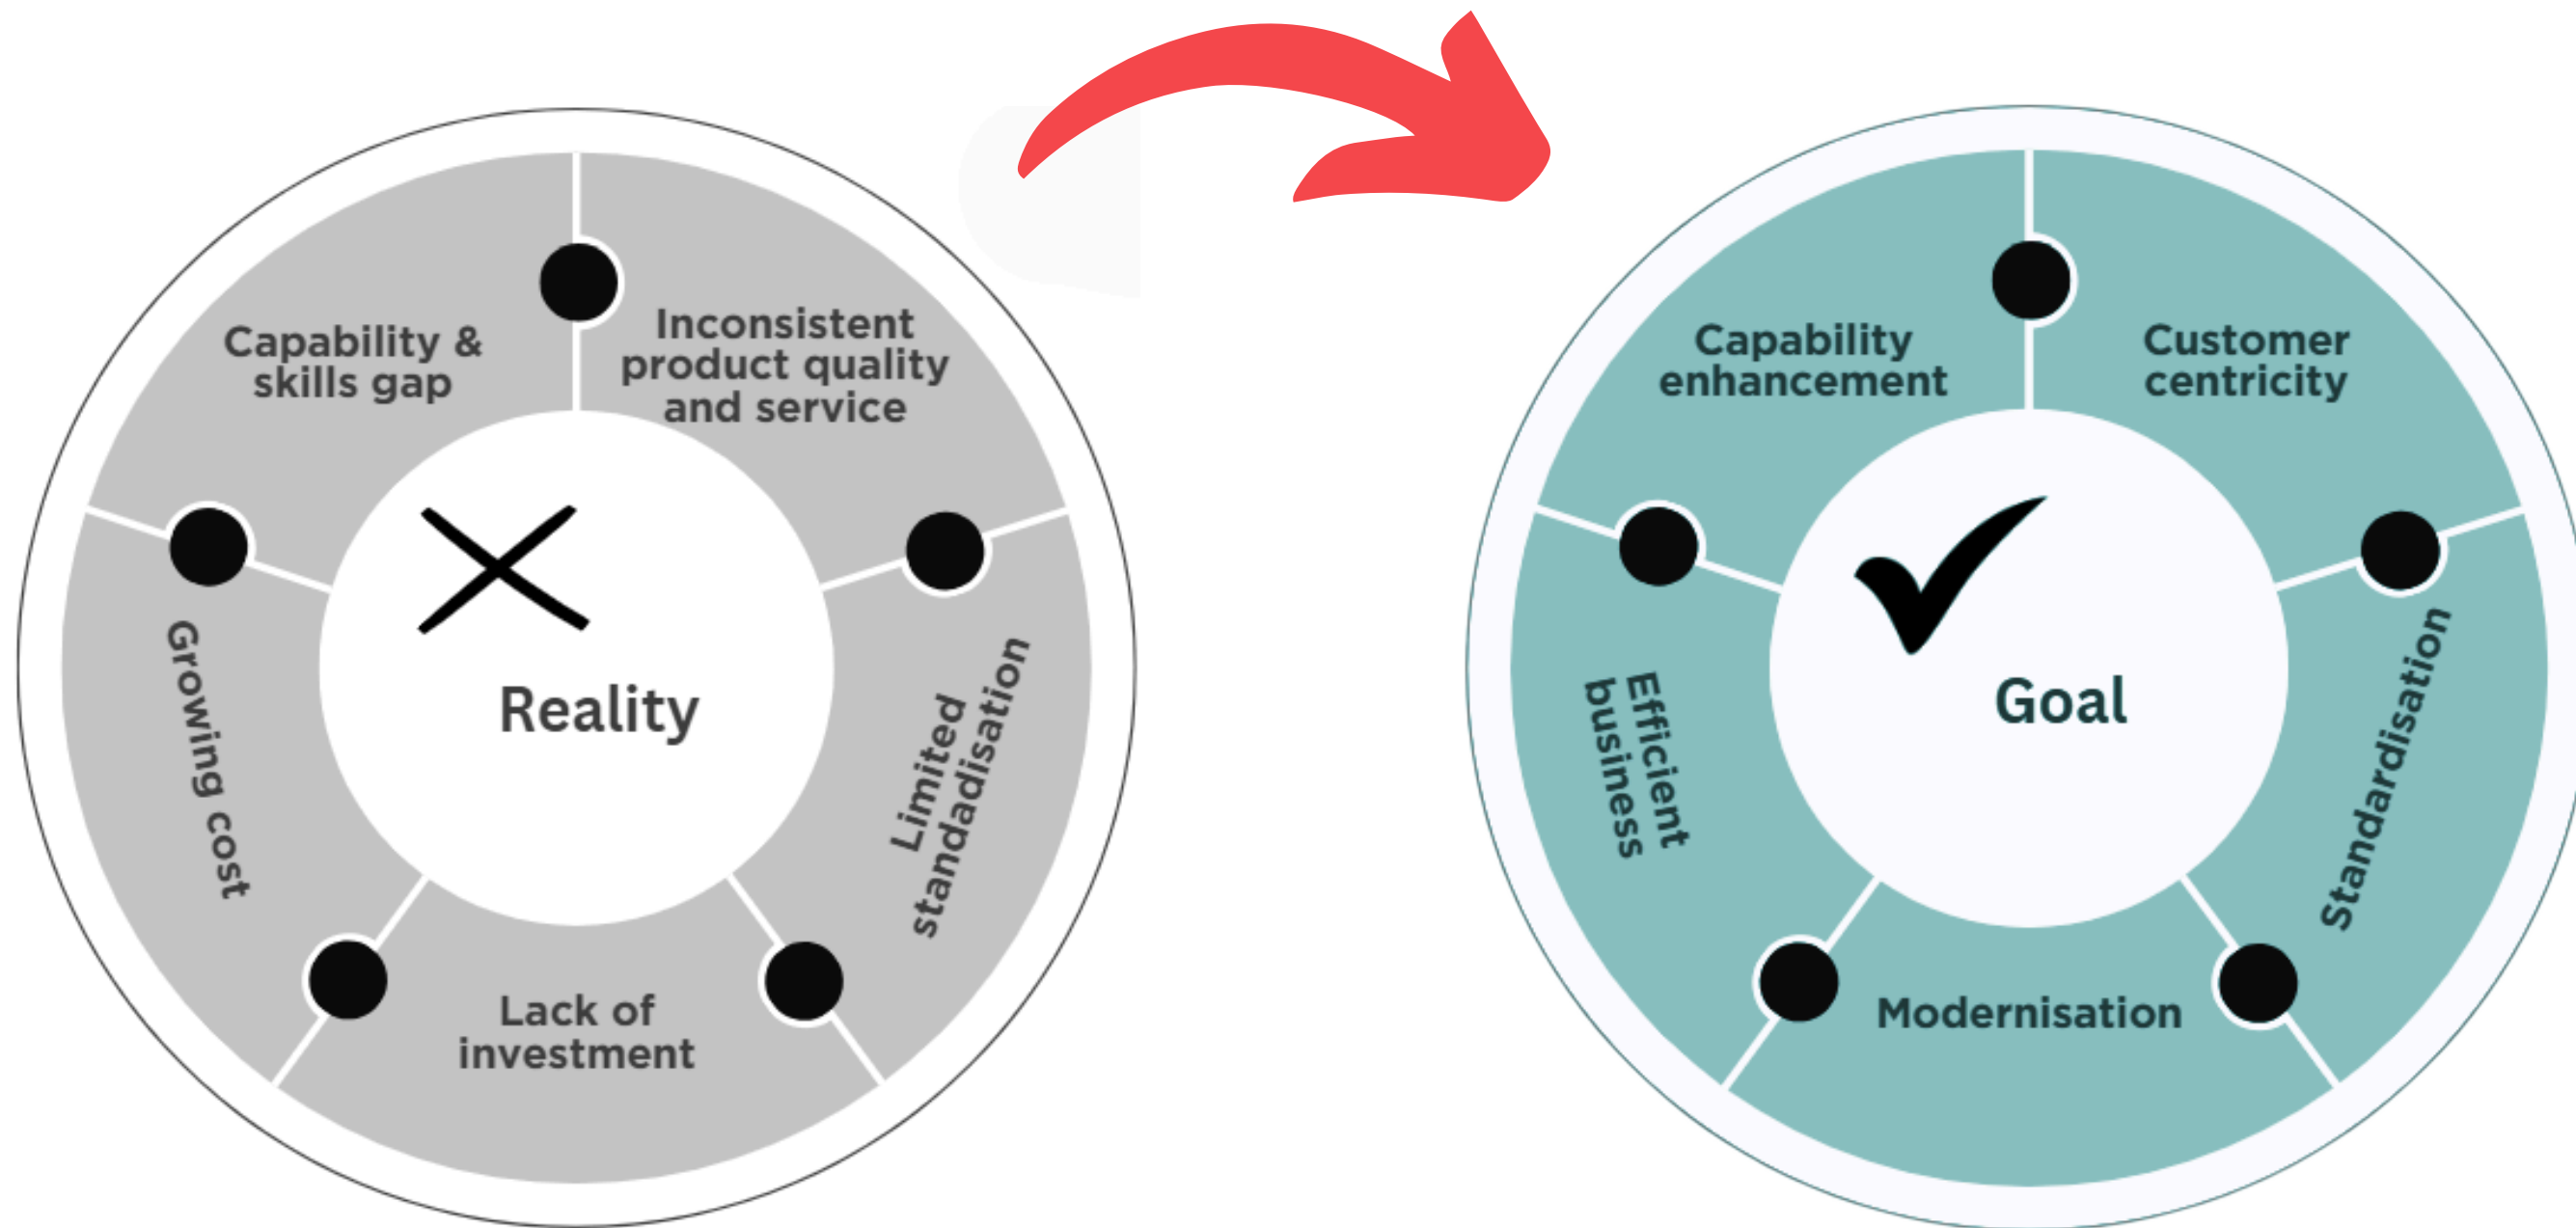 Capability &
skills gap
Inconsistent
product quality
and service
Growing cost
Reality
Limited
standadisation
Lack of
investment
Capability
enhancement
Customer
centricity
Efficient
business
Goal
Standardisation
Modernisation